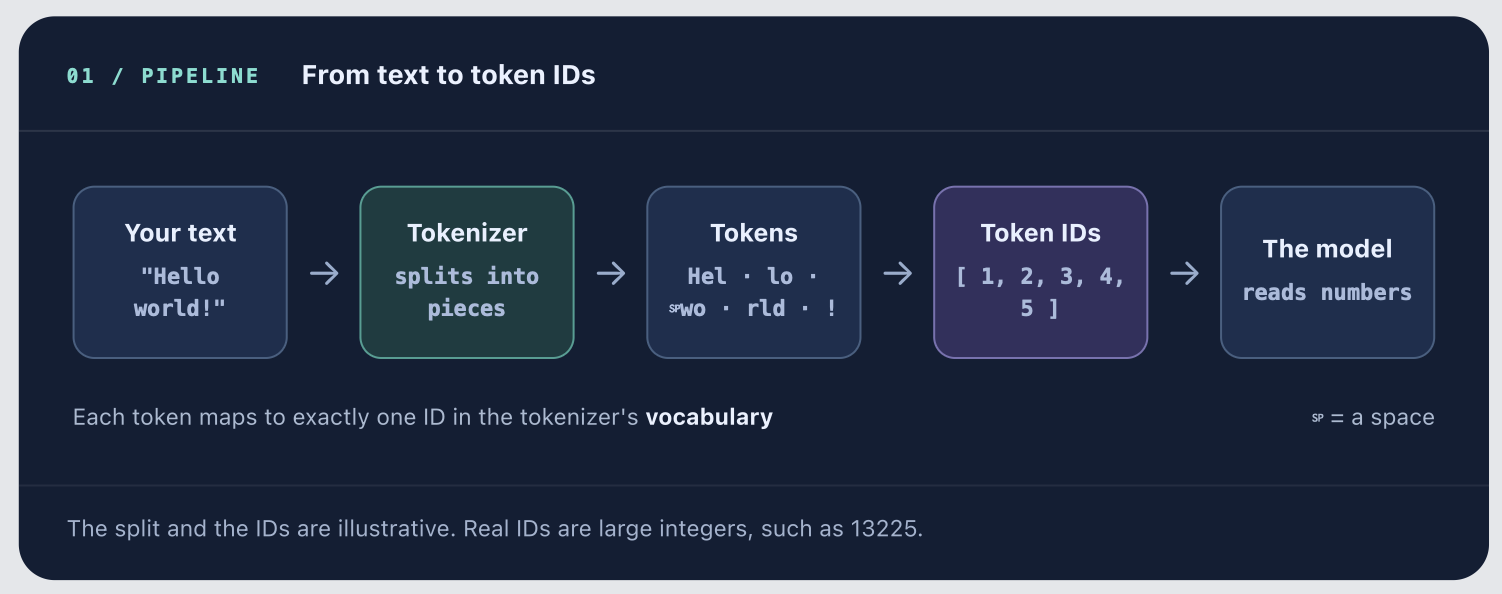 01 / PIPELINE From text to token IDs
Your text
"Hello
world!"
Tokenizer
splits into
pieces
Tokens
Hel · lo ·
␠wo · rld · !
Token IDs
[ 1, 2, 3, 4,
5 ]
The model
reads numbers
Each token maps to exactly one ID in the tokenizer's vocabulary
␠ = a space
The split and the IDs are illustrative. Real IDs are large integers, such as 13225.